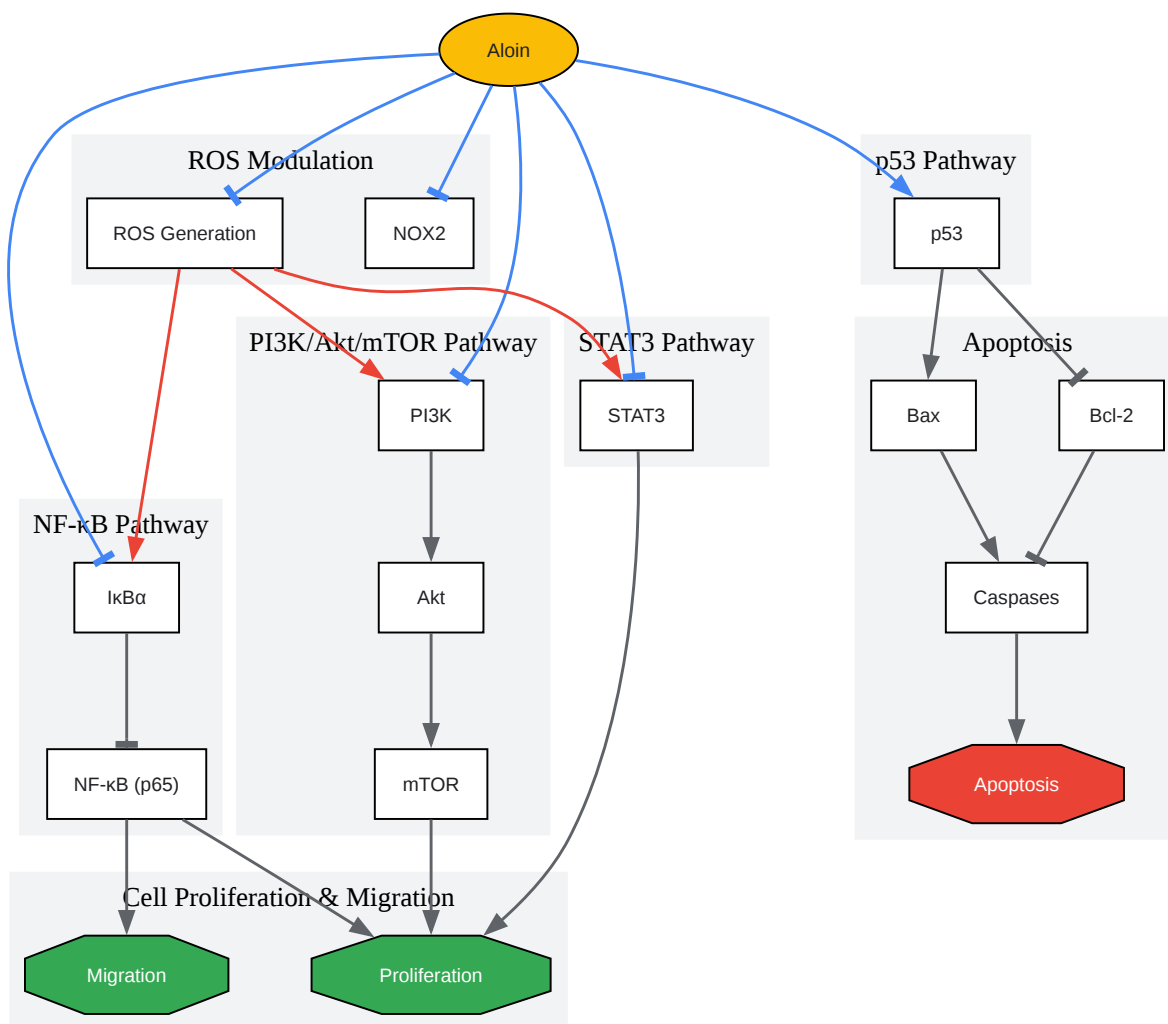 Aloin
ROS Modulation
p53 Pathway
ROS Generation
NOX2
p53
PI3K/Akt/mTOR Pathway
STAT3 Pathway
Apoptosis
PI3K
STAT3
Bax
Bcl-2
NF-κB Pathway
IκBα
Akt
Caspases
NF-κB (p65)
mTOR
Apoptosis
Cell Proliferation & Migration
Migration
Proliferation